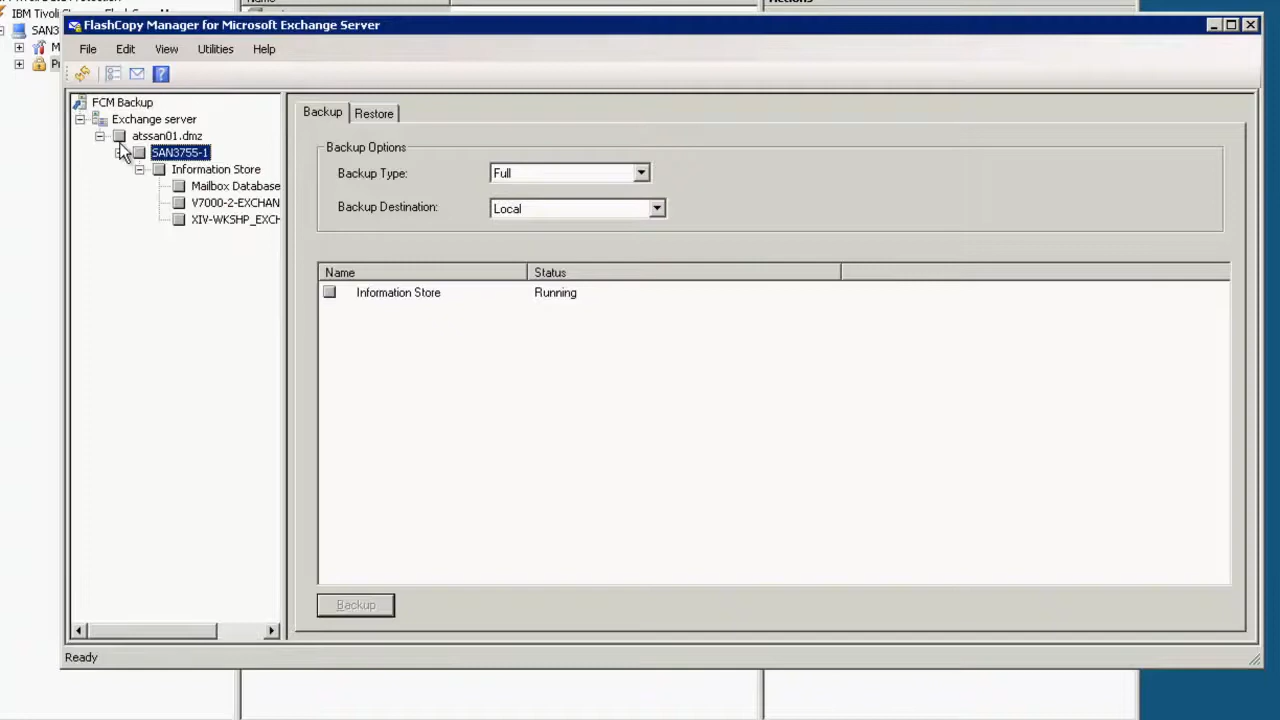 Name
Actions
IBM Tivoli
FlashCopy Manager for Microsoft Exchange Server
SAN3
File Edit View Utilities Help
FCM Backup
Exchange server
atssan01.dmz
SAN3755-1
Information Store
Mailbox Database
V7000-2-EXCHAN
XIV-WKSHP_EXCH
Backup Restore
Backup Options
Backup Type: Full
Backup Destination: Local
Name Status
Information Store Running
Backup
Ready